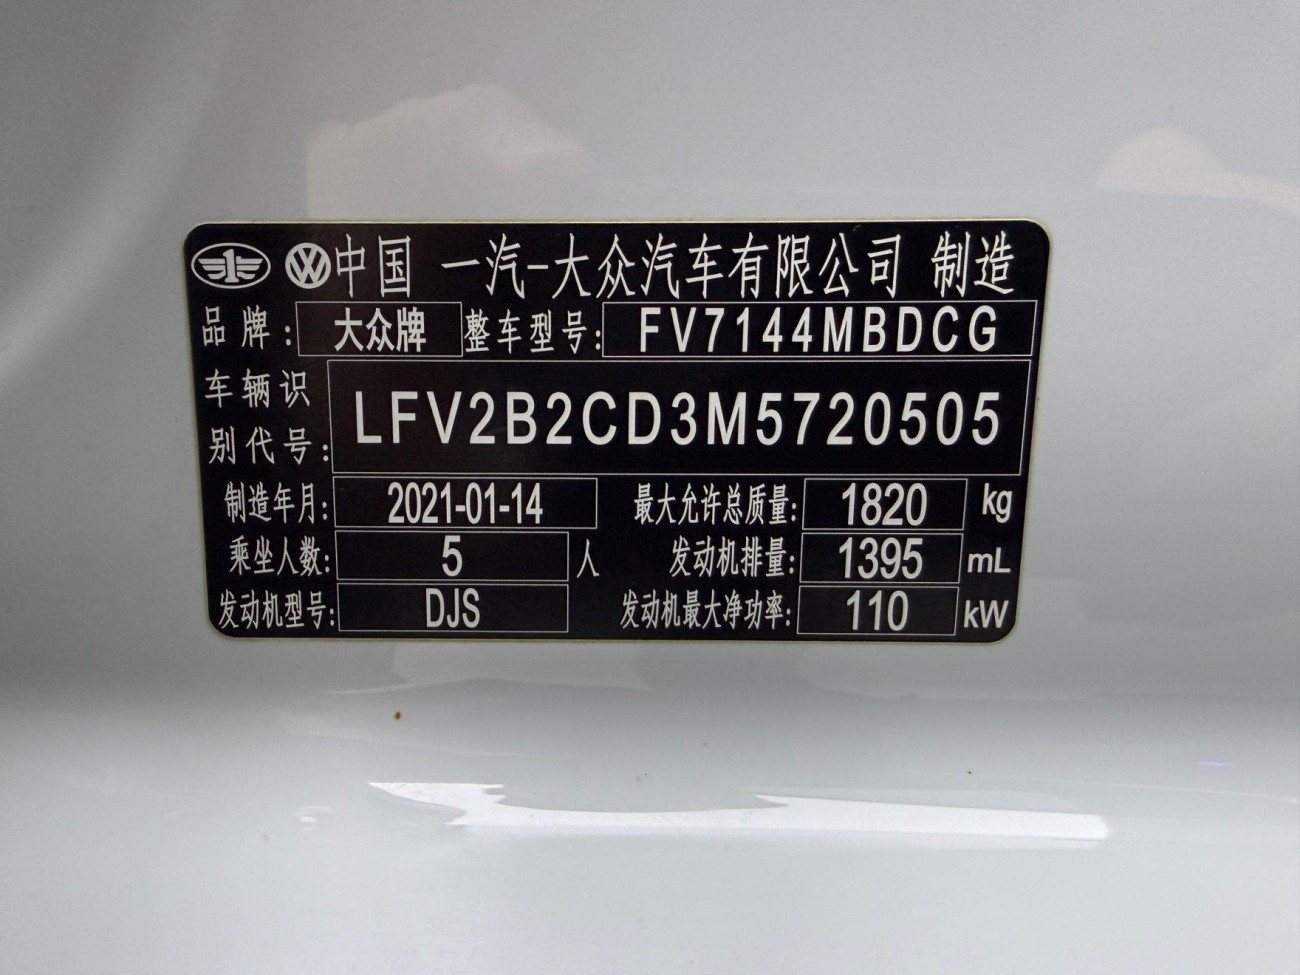 中国 一汽-大众汽车有限公司 制造
品牌: 大众牌 整车型号: FV7144MBDCG
车辆识
别代号: LFV2B2CD3M5720505
制造年月: 2021-01-14 最大允许总质量: 1820 kg
乘坐人数: 5 人 发动机排量: 1395 mL
发动机型号: DJS 发动机最大净功率: 110 kW